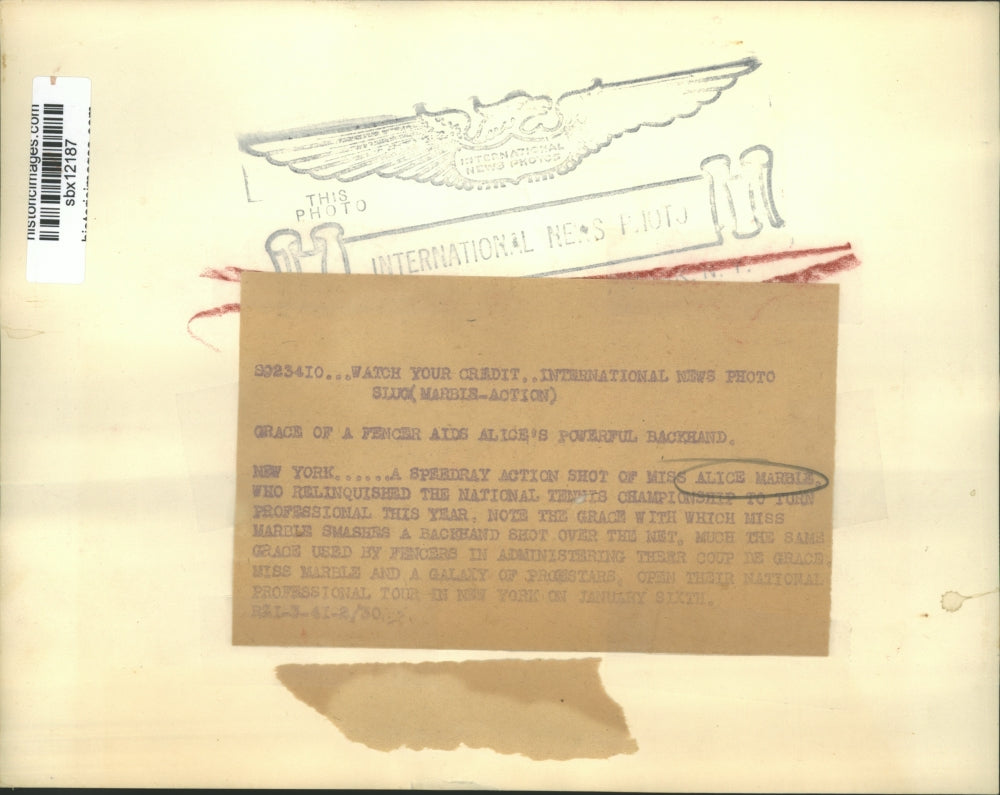 historicimages.com
sbx12187
INTERNATIONAL
NEWS PHOTOS
THIS
PHOTO
INTERNATIONAL NEWS PHOTO
N. Y.
WATCH YOUR CREDIT..INTERNATIONAL NEWS PHOTO
SLUG(MARBLE-ACTION)
GRACE OF A FENCER AIDS ALICE'S POWERFUL BACKHAND.
NEW YORK......A SPEEDRAY ACTION SHOT OF MISS ALICE MARBLE,
WHO RELINQUISHED THE NATIONAL TENNIS CHAMPIONSHIP TO TURN
PROFESSIONAL THIS YEAR. NOTE THE GRACE WITH WHICH MISS
MARBLE SMASHES A BACKHAND SHOT OVER THE NET, MUCH THE SAME
GRACE USED BY FENCERS IN ADMINISTERING THEIR COUP DE GRACE.
MISS MARBLE AND A GALAXY OF PROESTARS, OPEN THEIR NATIONAL
PROFESSIONAL TOUR IN NEW YORK ON JANUARY SIXTH.